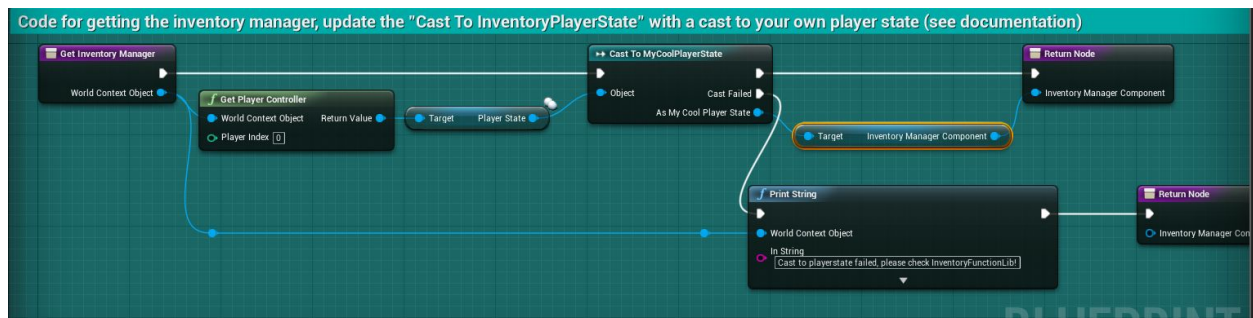 Code for getting the inventory manager, update the "Cast To InventoryPlayerState" with a cast to your own player state (see documentation)
Get Inventory Manager
World Context Object
Get Player Controller
World Context Object
Return Value
Player Index 0
Target
Player State
Cast To MyCoolPlayerState
Object
Cast Failed
As My Cool Player State
Target
Inventory Manager Component
Return Node
Inventory Manager Component
Print String
World Context Object
In String
Cast to playerstate failed, please check InventoryFunctionLib!
Return Node
Inventory Manager Con
BLUEPRINT